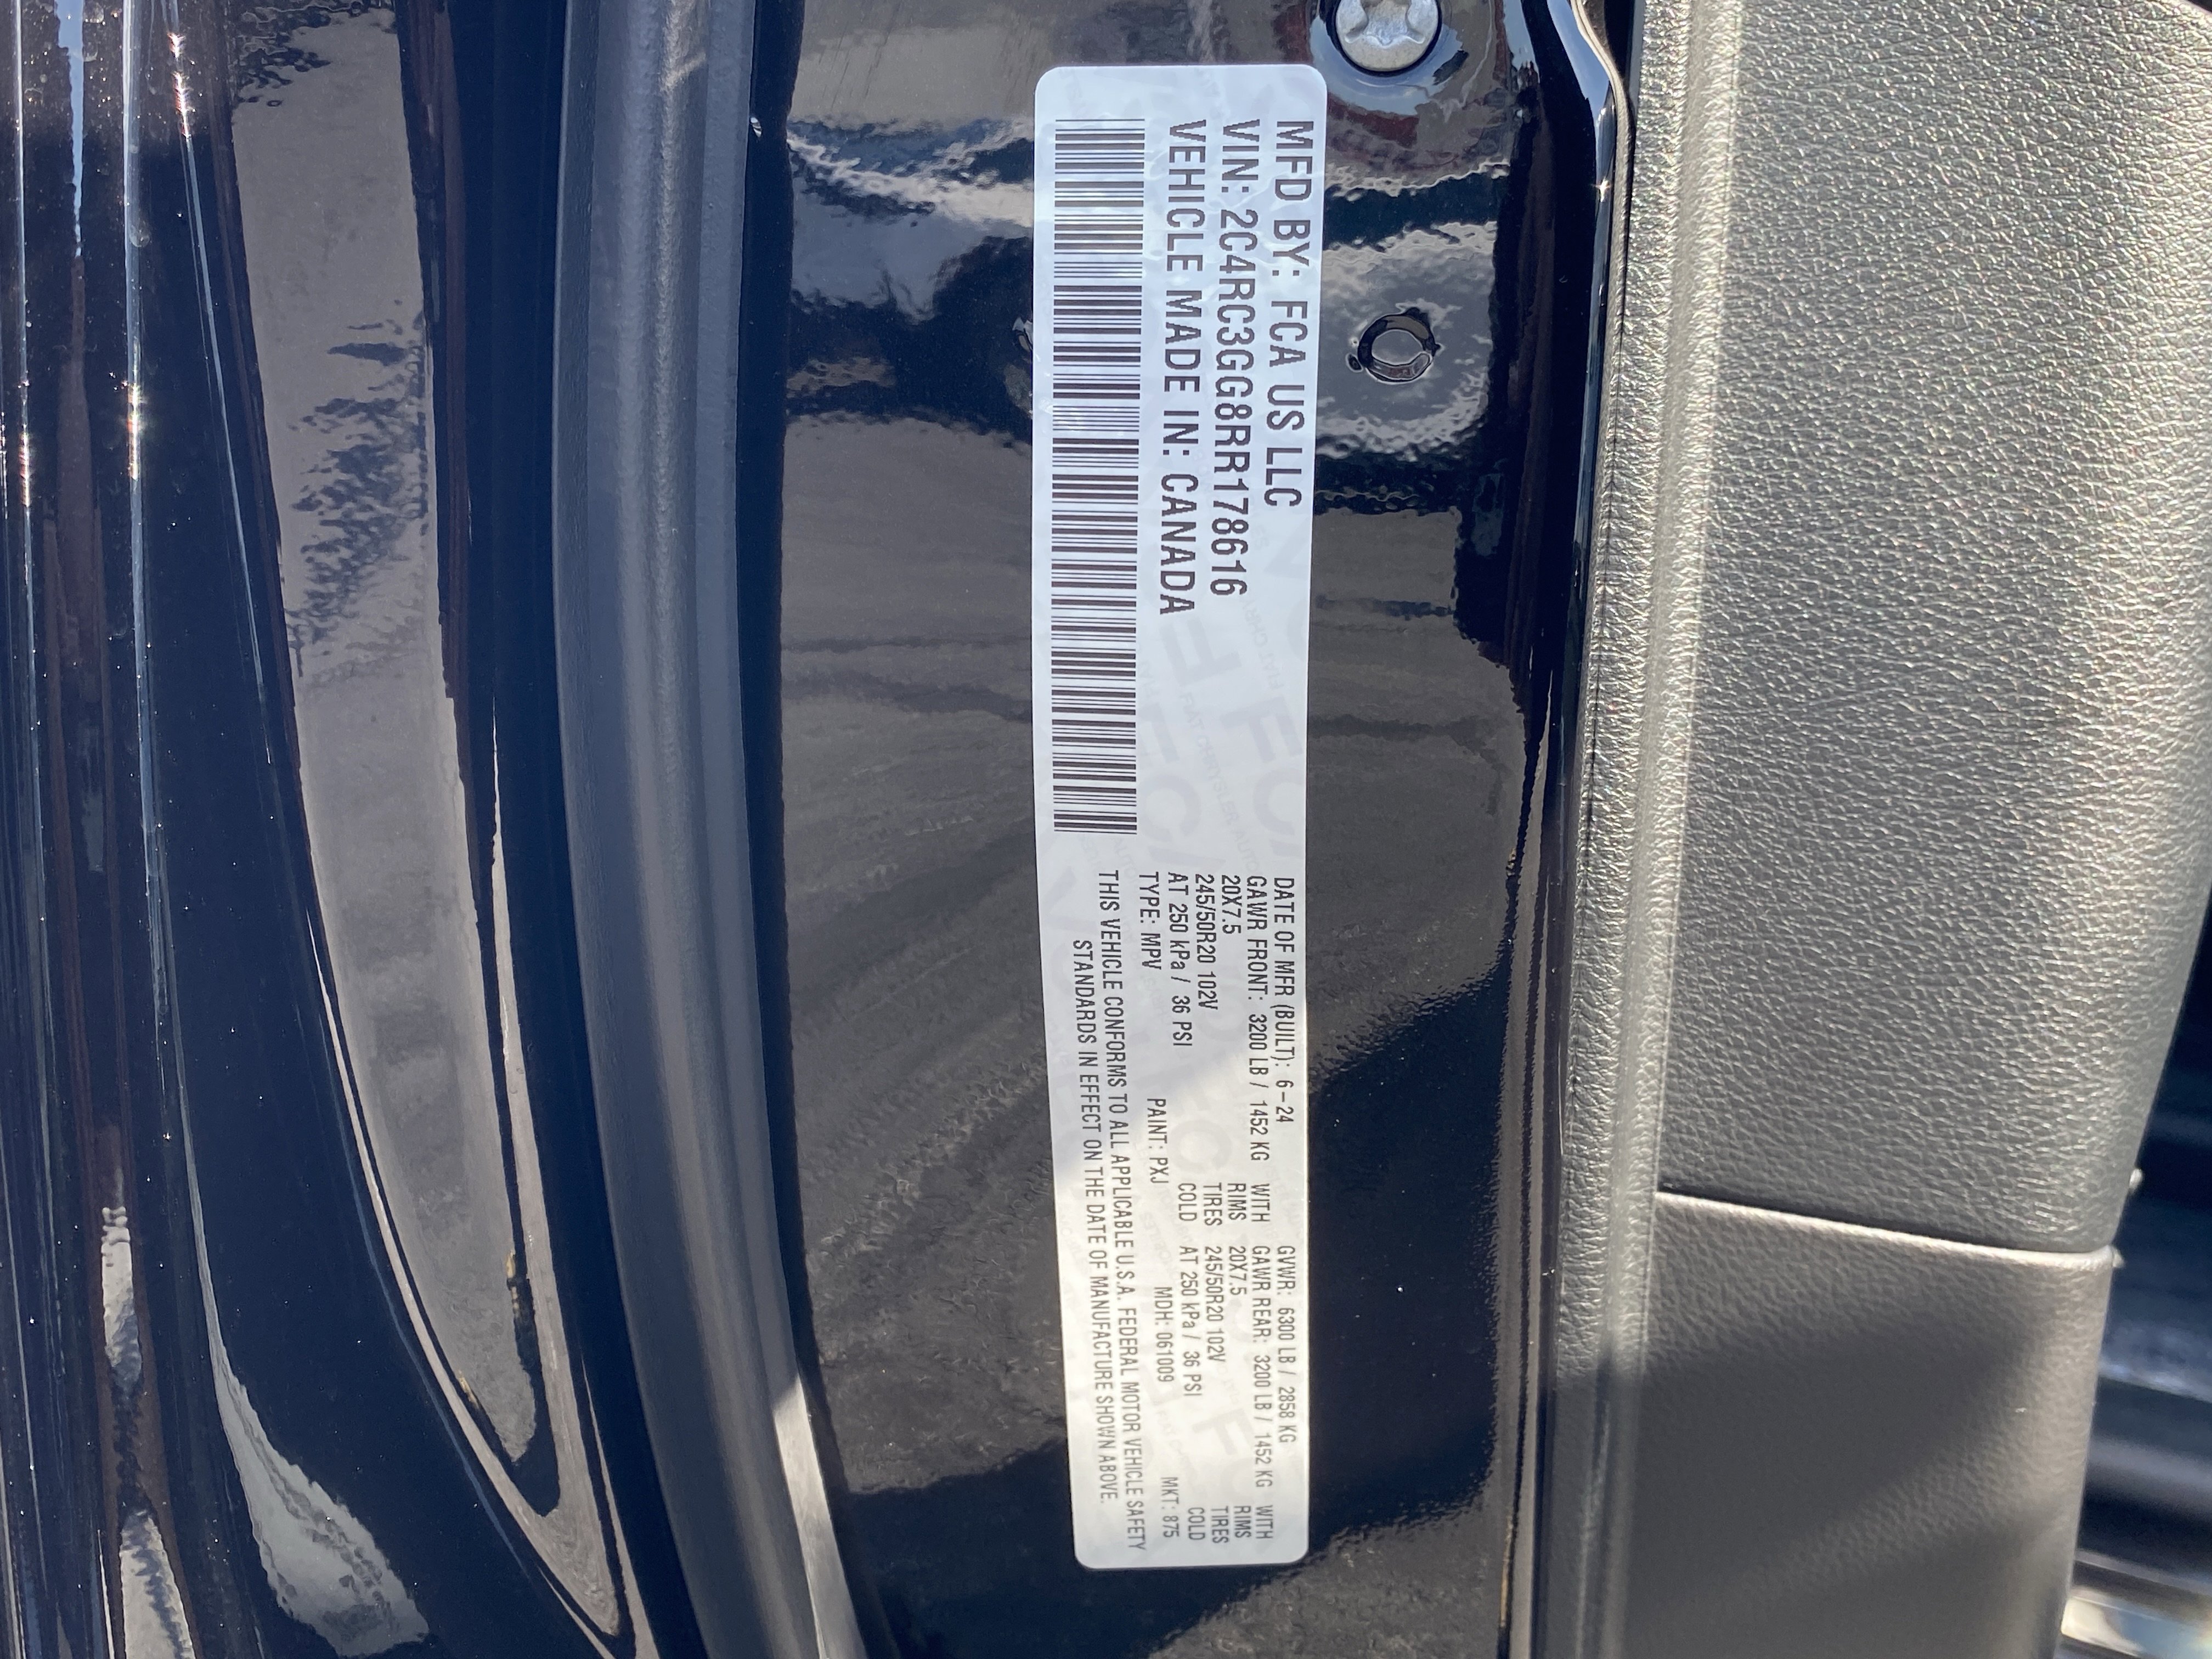 MFD BY: FCA US LLC
VIN: 2C4RC3GG8RR178616
VEHICLE MADE IN: CANADA
DATE OF MFR (BUILT): 6-24 GVWR: 6300 LB / 2858 KG
GAWR FRONT: 3200 LB / 1452 KG WITH GAWR REAR: 3200 LB / 1452 KG WITH
20X7.5 RIMS 20X7.5 RIMS
245/50R20 102V TIRES 245/50R20 102V TIRES
AT 250 kPa / 36 PSI COLD AT 250 kPa / 36 PSI COLD
TYPE: MPV PAINT: PXJ MDH: 061009 MKT: 875
THIS VEHICLE CONFORMS TO ALL APPLICABLE U.S.A. FEDERAL MOTOR VEHICLE SAFETY
STANDARDS IN EFFECT ON THE DATE OF MANUFACTURE SHOWN ABOVE.